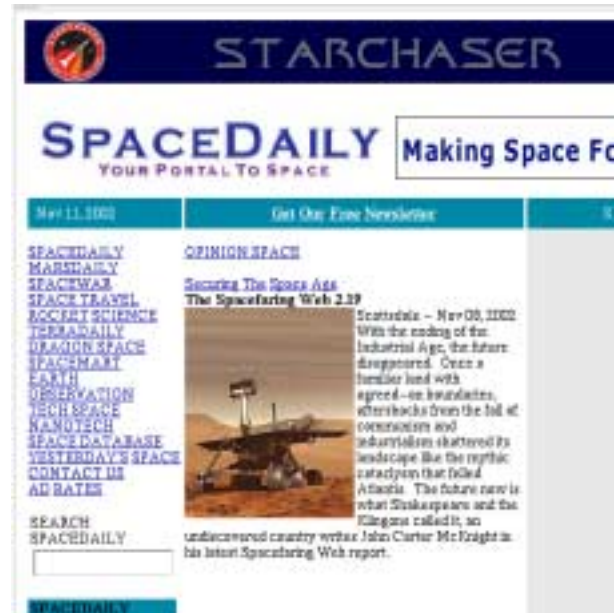 STARCHASER
SPACEDAILY
YOUR PORTAL TO SPACE
Making Space Fo
Nov 11, 2002
Get Our Free Newsletter
SPACEDAILY
MARSDAILY
SPACEWAR
SPACE TRAVEL
ROCKET SCIENCE
TERRADAILY
DRAGON SPACE
SPACEMART
EARTH
OBSERVATION
TECH SPACE
NANOTECH
SPACE DATABASE
YESTERDAY'S SPACE
CONTACT US
AD RATES
SEARCH
SPACEDAILY
SPACEDAILY
OPINION SPACE
Securing The Space Age
The Spacefaring Web 2.19
Scottsdale - Nov 08, 2002
With the ending of the
Industrial Age, the future
disappeared. Once a
familiar land with
agreed-on boundaries,
aftershocks from the fall of
communism and
industrialism shattered its
landscape like the mythic
cataclysm that felled
Atlantis. The future now is
what Shakespeare and the
Klingons called it, an
undiscovered country writes John Carter McKnight in
his latest Spacefaring Web report.